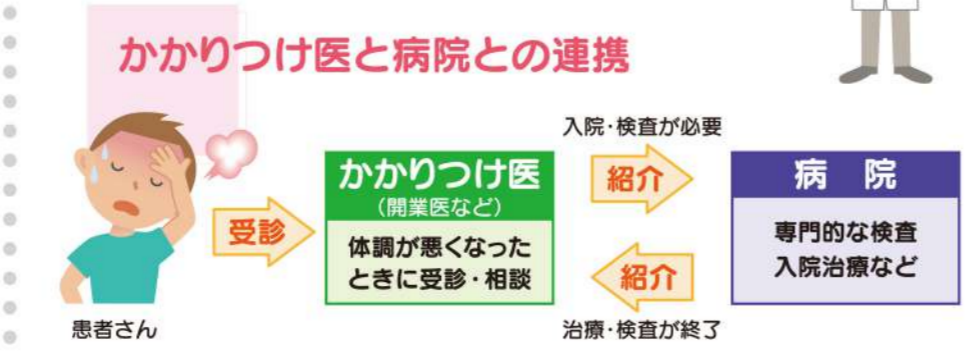 かかりつけ医と病院との連携
患者さん
受診
かかりつけ医
（開業医など）
体調が悪くなった
ときに受診・相談
入院・検査が必要
紹介
紹介
治療・検査が終了
病 院
専門的な検査
入院治療など